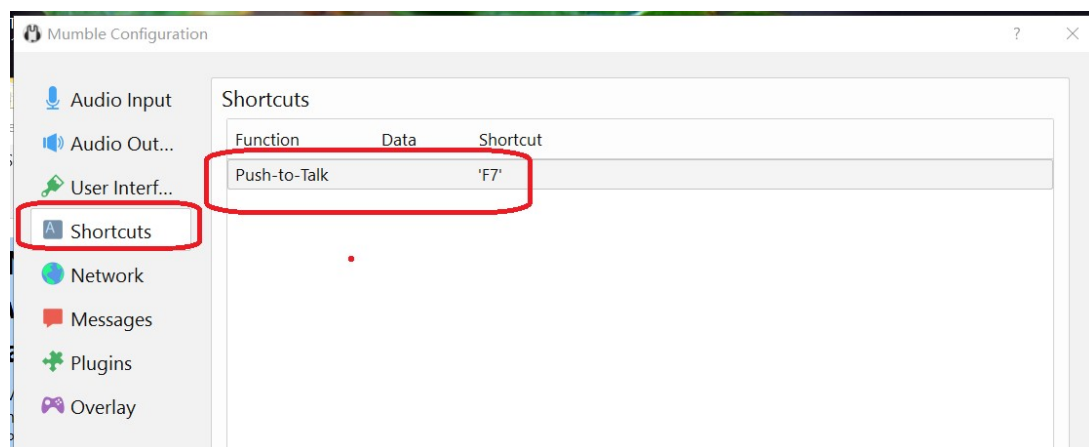 Mumble Configuration
?
Audio Input
Audio Out...
User Interf...
Shortcuts
Network
Messages
Plugins
Overlay
Shortcuts
Function Data Shortcut
Push-to-Talk 'F7'